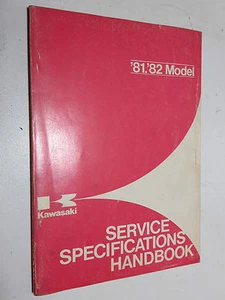 '81.'82 Model
Kawasaki
SERVICE
SPECIFICATIONS
HANDBOOK